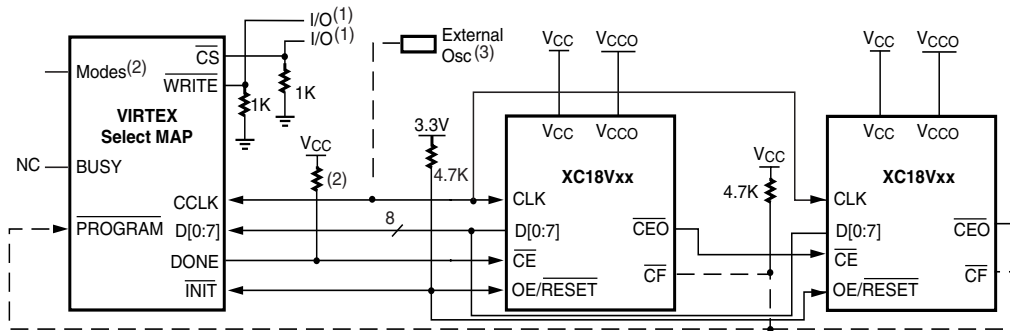 I/O(1)
I/O(1)
External
Osc(3)
VCC
VCCO
VCC
VCCO
CS
Modes(2)
WRITE
1K
1K
VIRTEX
Select MAP
3.3V
VCC
VCCO
VCC
VCCO
VCC
NC
BUSY
4.7K
XC18Vxx
VCC
XC18Vxx
(2)
4.7K
CCLK
CLK
CLK
PROGRAM
D[0:7]
8
D[0:7]
CEO
D[0:7]
CEO
DONE
CE
CF
CE
CF
INIT
OE/RESET
OE/RESET